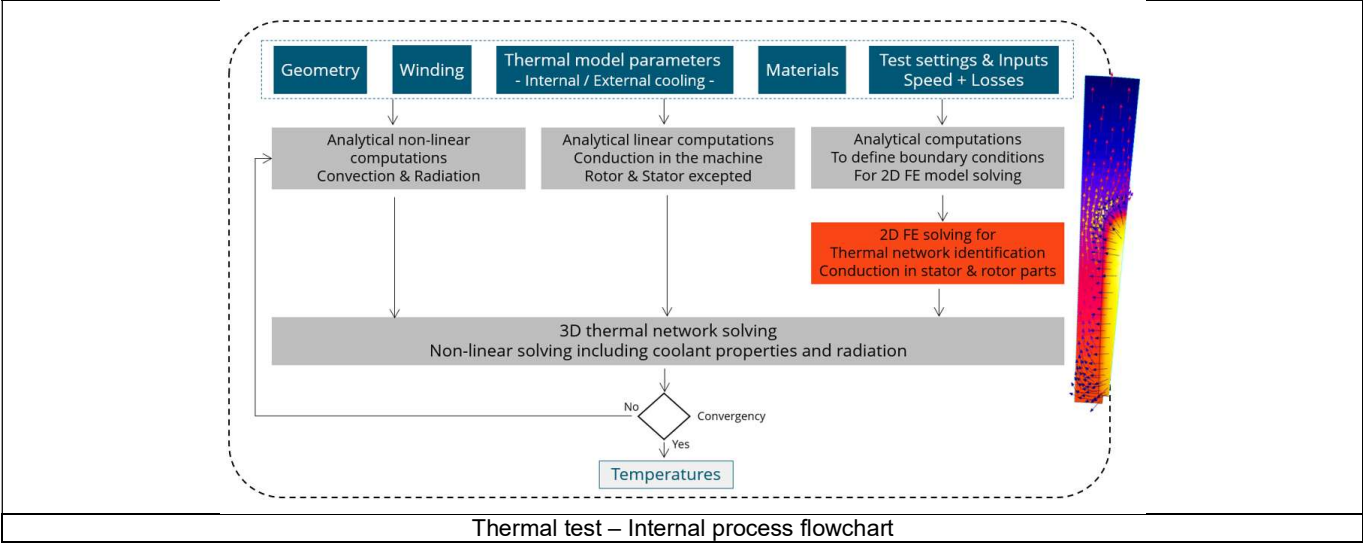 Geometry
Winding
Thermal model parameters
- Internal / External cooling -
Materials
Test settings & Inputs
Speed + Losses
Analytical non-linear
computations
Convection & Radiation
Analytical linear computations
Conduction in the machine
Rotor & Stator excepted
Analytical computations
To define boundary conditions
For 2D FE model solving
2D FE solving for
Thermal network identification
Conduction in stator & rotor parts
3D thermal network solving
Non-linear solving including coolant properties and radiation
No
Convergency
Yes
Temperatures
Thermal test – Internal process flowchart